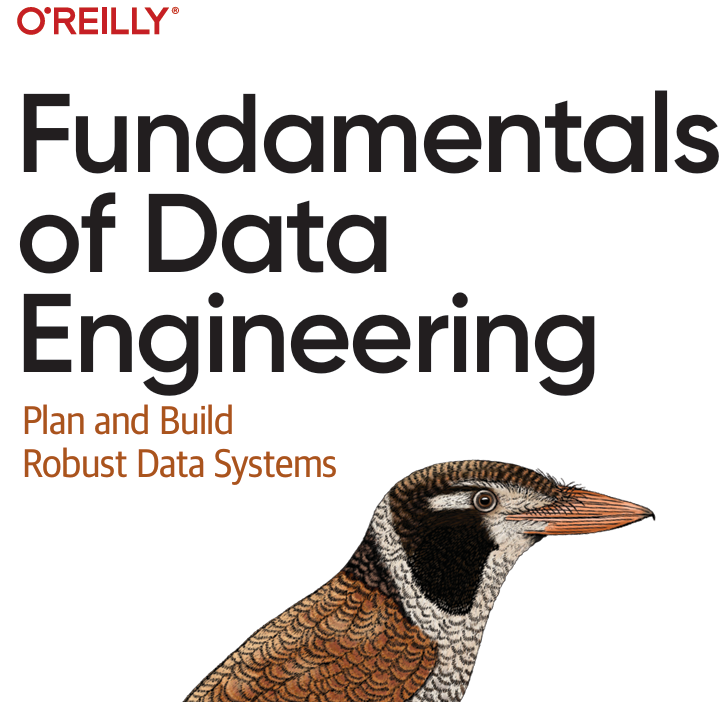 O'REILLY®
Fundamentals
of Data
Engineering
Plan and Build
Robust Data Systems